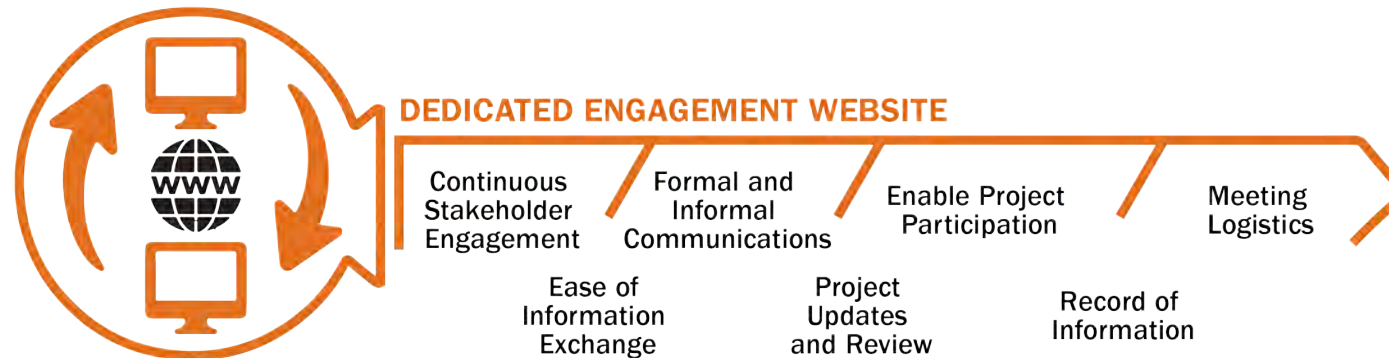 WWW
DEDICATED ENGAGEMENT WEBSITE
Continuous
Stakeholder
Engagement
Ease of
Information
Exchange
Formal and
Informal
Communications
Project
Updates
and Review
Enable Project
Participation
Record of
Information
Meeting
Logistics